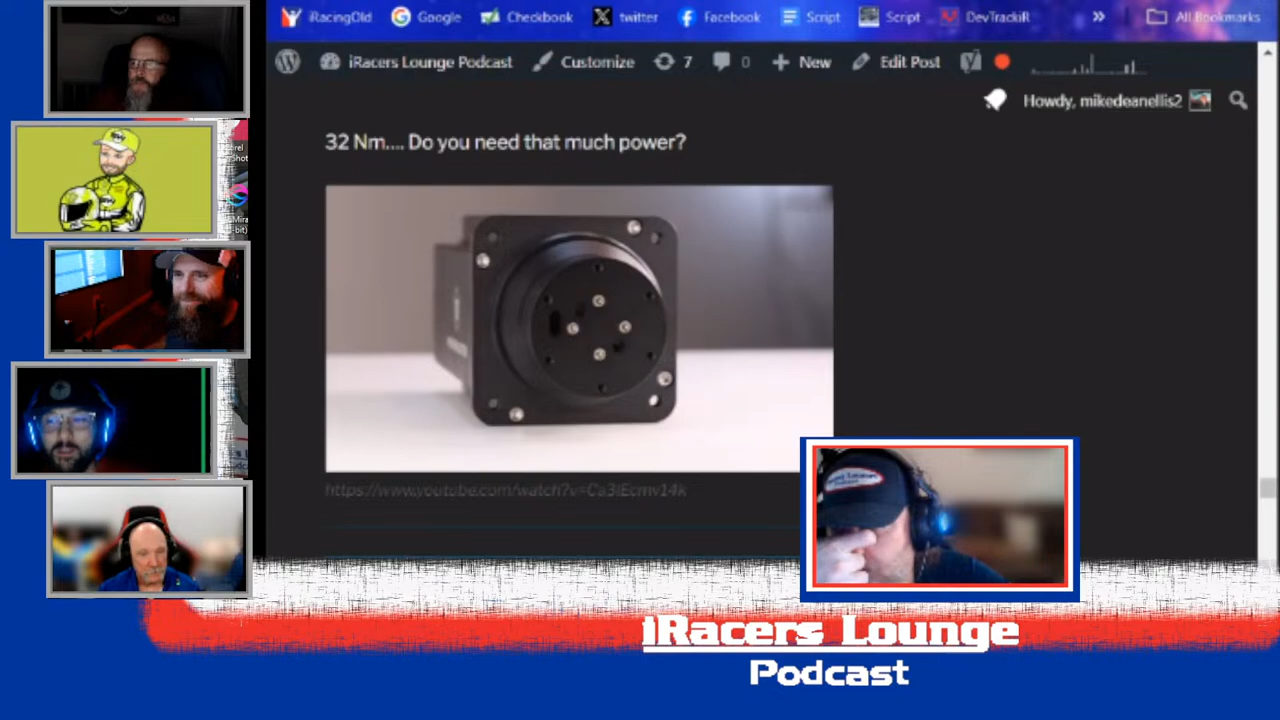 iRacingOld Google Checkbook twitter Facebook Script Script DevTrackiR » All Bookmarks
iRacers Lounge Podcast Customize 7 0 New Edit Post
Howdy, mikedeanellis2
32 Nm.... Do you need that much power?
iRacers Lounge
Podcast